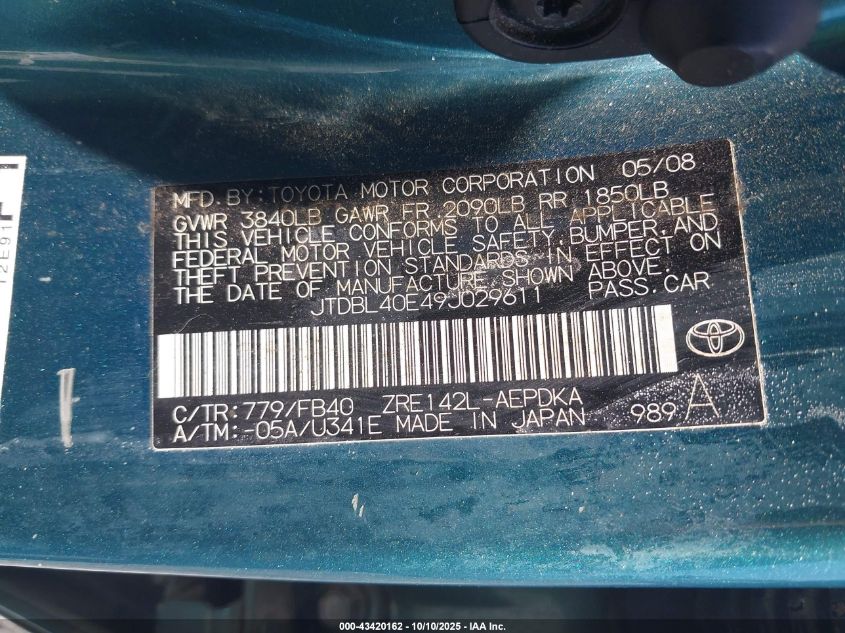 MFD. BY: TOYOTA MOTOR CORPORATION 05/08
GVWR 3840LB GAWR FR 2090LB RR 1850LB
THIS VEHICLE CONFORMS TO ALL APPLICABLE
FEDERAL MOTOR VEHICLE SAFETY, BUMPER, AND
THEFT PREVENTION STANDARDS IN EFFECT ON
THE DATE OF MANUFACTURE SHOWN ABOVE.
JTDBL40E49J029611 PASS.CAR
C/TR: 779/FB40 ZRE142L-AEPDKA
A/TM: -05A/U341E MADE IN JAPAN 989 A
12E91
000-43420162 - 10/10/2025 - IAA Inc.